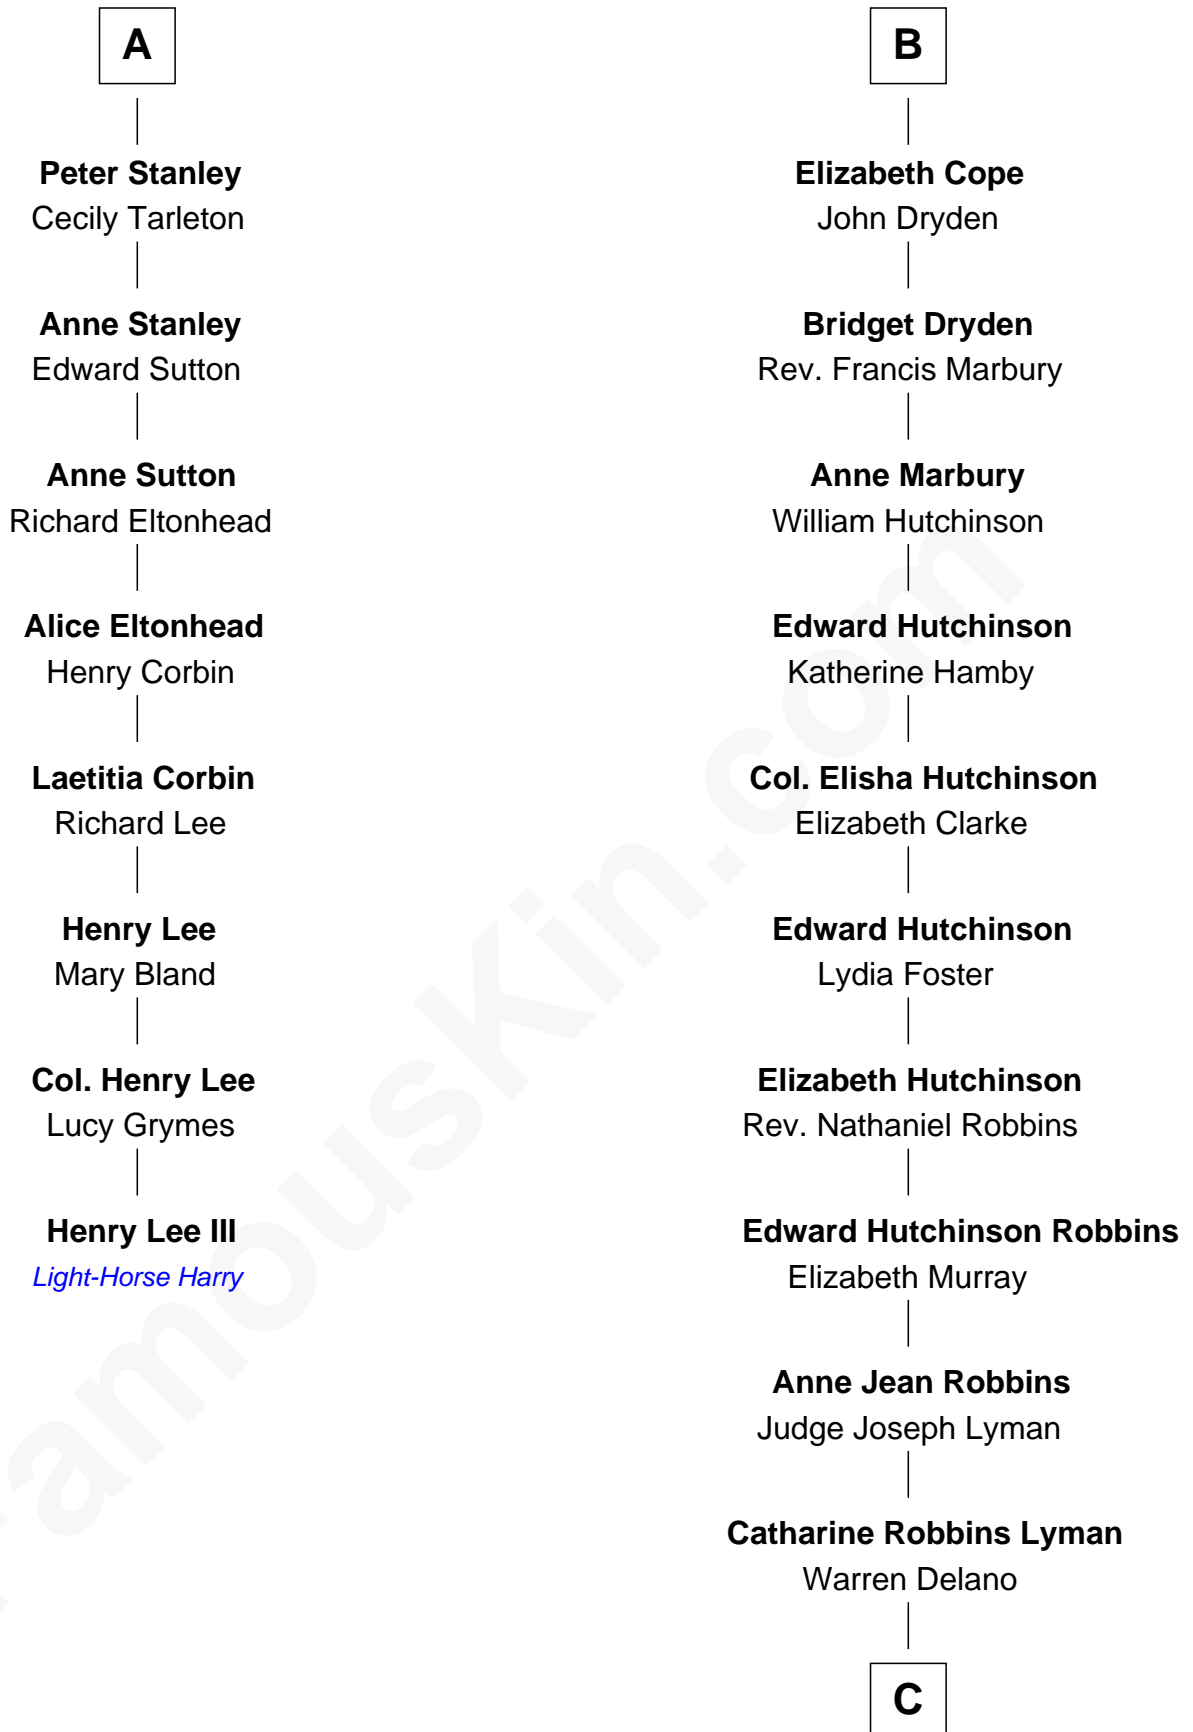 A
Peter Stanley
Cecily Tarleton
Anne Stanley
Edward Sutton
Anne Sutton
Richard Eltonhead
Alice Eltonhead
Henry Corbin
Laetitia Corbin
Richard Lee
Henry Lee
Mary Bland
Col. Henry Lee
Lucy Grymes
Henry Lee III
Light-Horse Harry
B
Elizabeth Cope
John Dryden
Bridget Dryden
Rev. Francis Marbury
Anne Marbury
William Hutchinson
Edward Hutchinson
Katherine Hamby
Col. Elisha Hutchinson
Elizabeth Clarke
Edward Hutchinson
Lydia Foster
Elizabeth Hutchinson
Rev. Nathaniel Robbins
Edward Hutchinson Robbins
Elizabeth Murray
Anne Jean Robbins
Judge Joseph Lyman
Catharine Robbins Lyman
Warren Delano
C
FamousKin.com